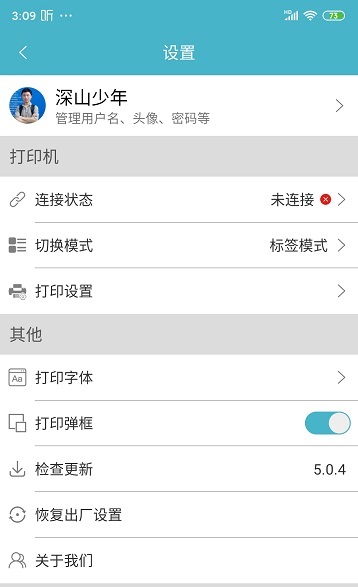 3:09 听 ···
HD 73
设置
深山少年
管理用户名、头像、密码等
打印机
连接状态 未连接
切换模式 标签模式
打印设置
其他
Aa 打印字体
打印弹框
检查更新 5.0.4
恢复出厂设置
关于我们